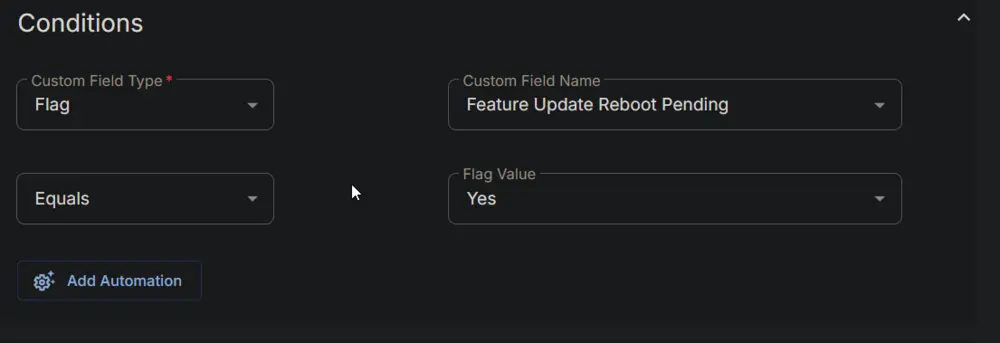 Conditions
Custom Field Type *
Custom Field Name
Flag
Feature Update Reboot Pending
Flag Value
Equals
Yes
Add Automation